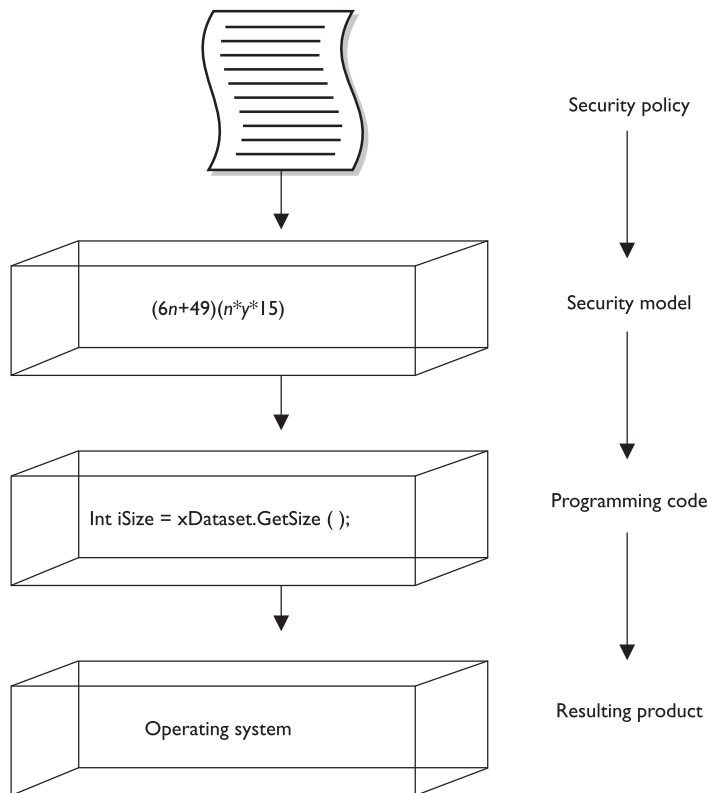 Security policy
(6n+49)(n*y*15)
Security model
Int iSize = xDataset.GetSize ( );
Programming code
Operating system
Resulting product